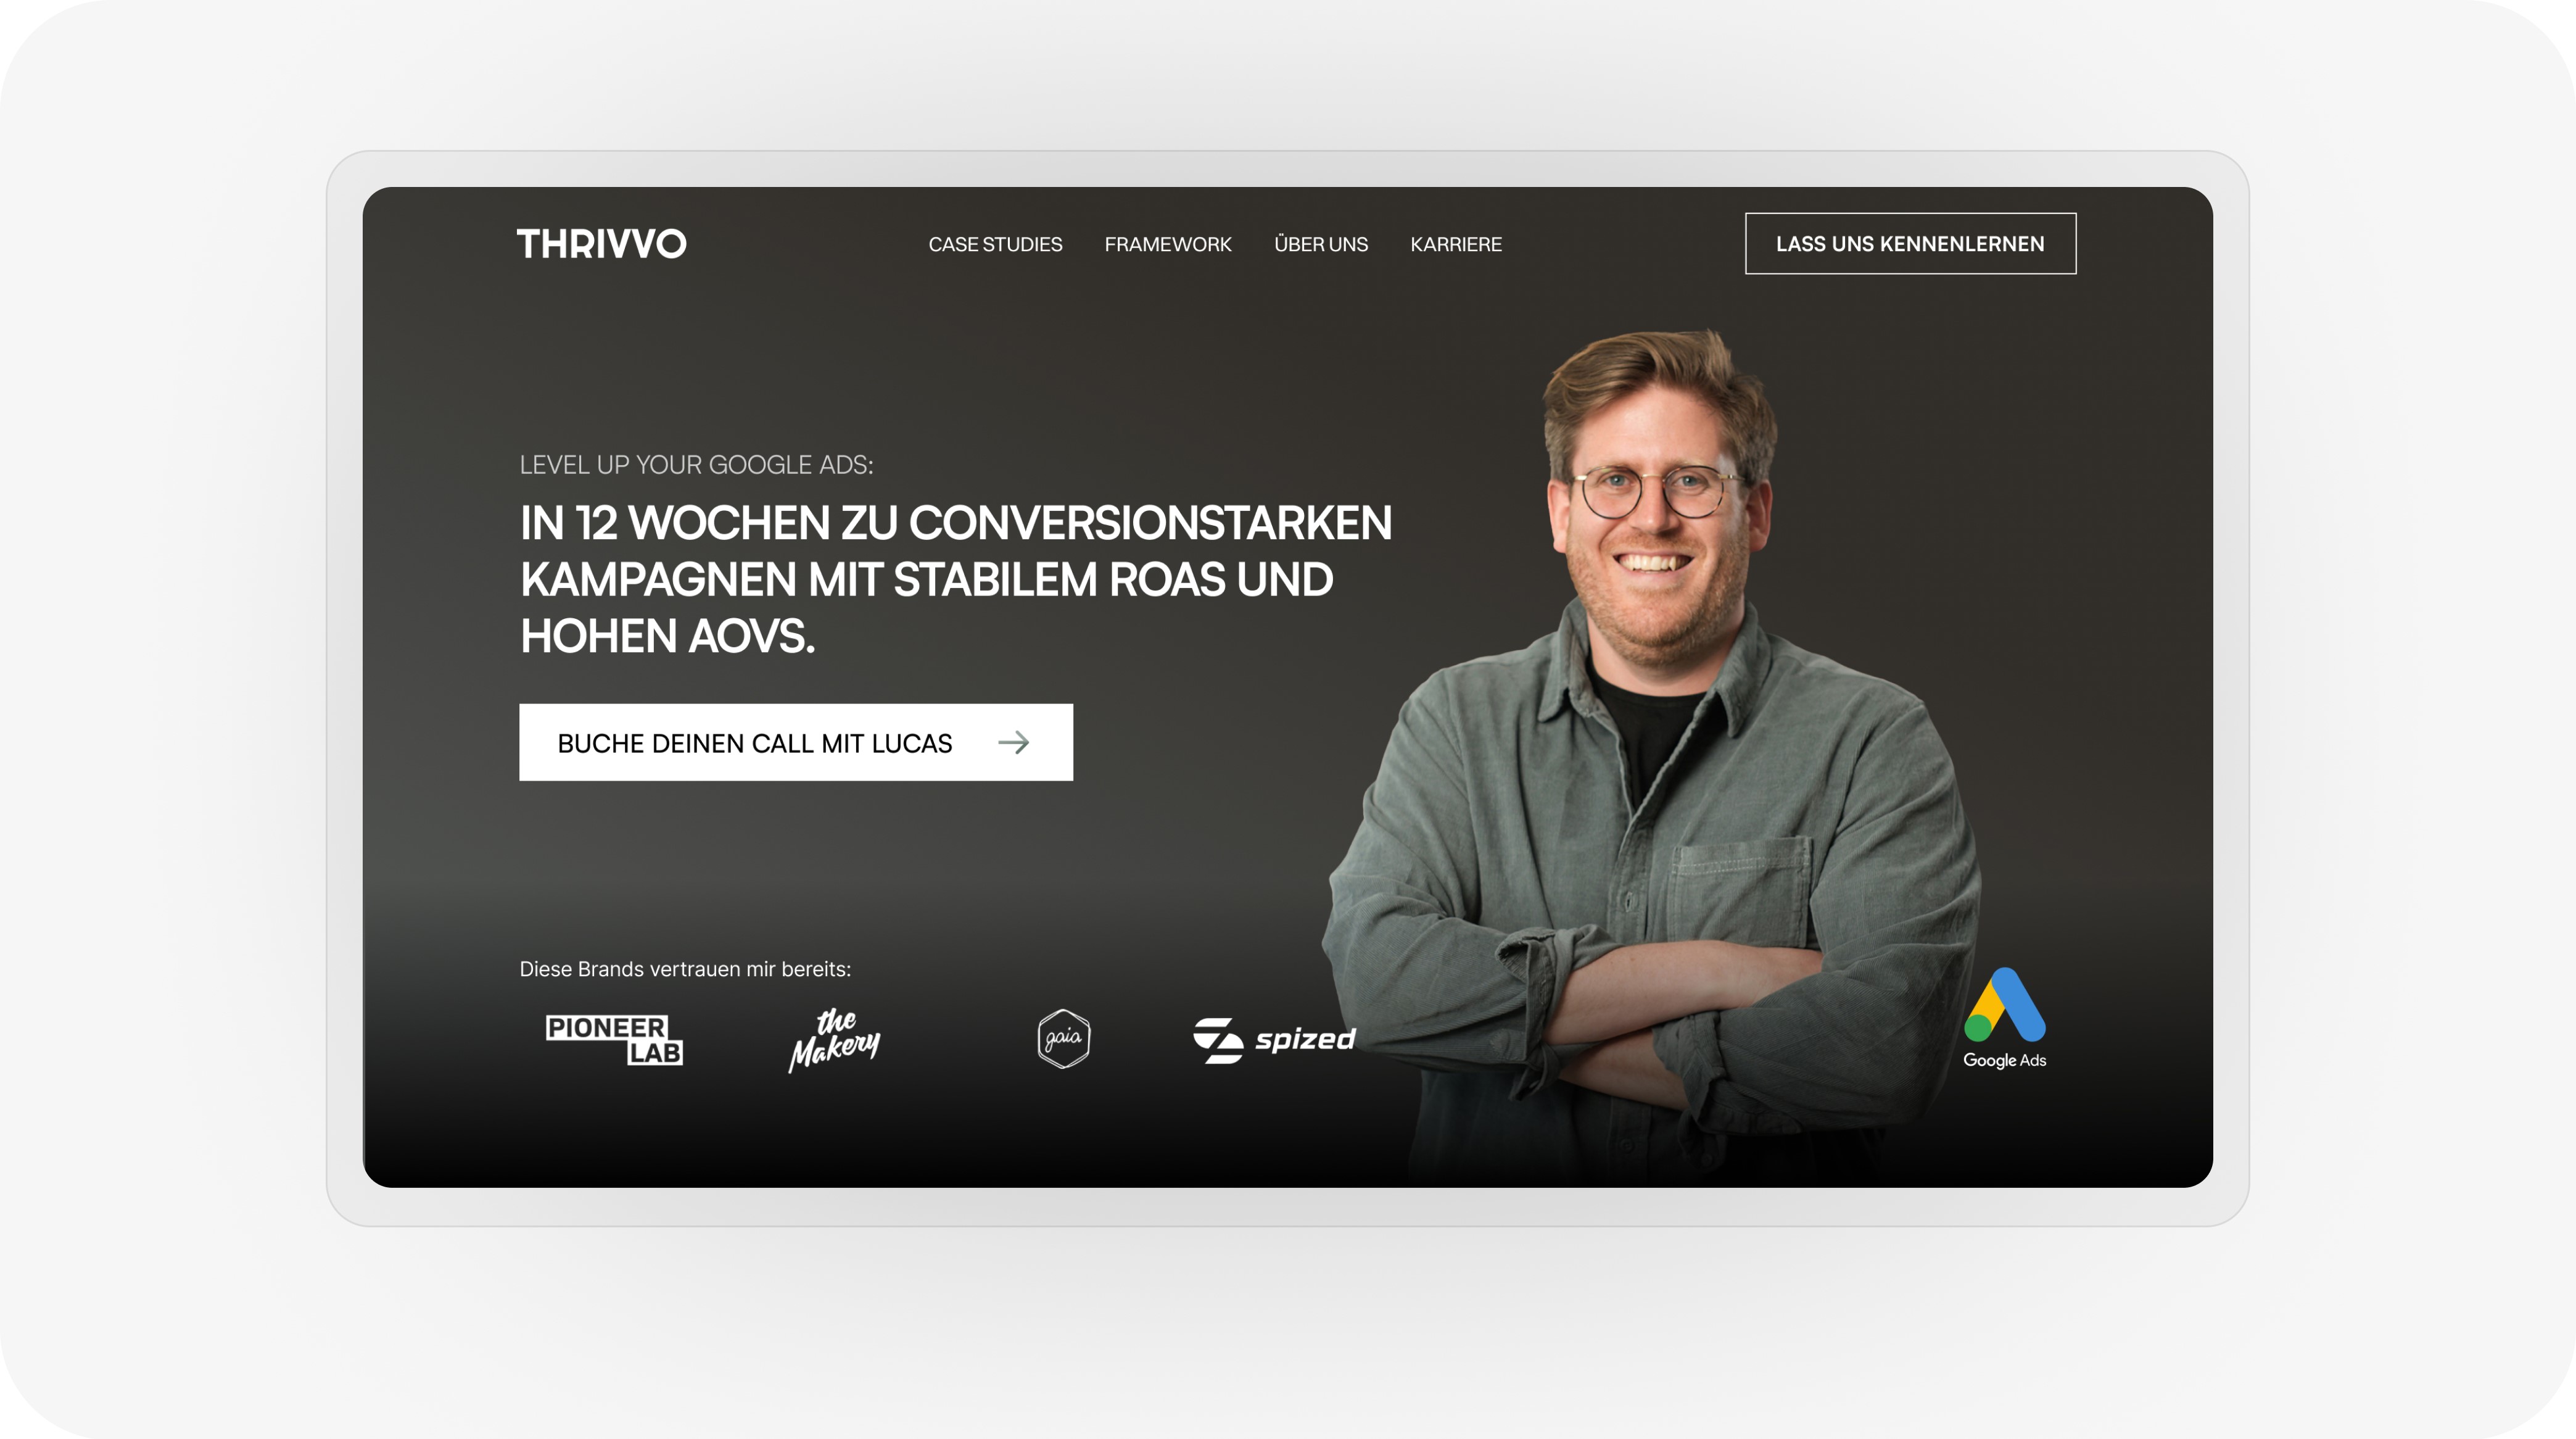 THRIVVO
CASE STUDIES
FRAMEWORK
ÜBER UNS
KARRIERE
LASS UNS KENNENLERNEN
LEVEL UP YOUR GOOGLE ADS:
IN 12 WOCHEN ZU CONVERSIONSTARKEN
KAMPAGNEN MIT STABILEM ROAS UND
HOHEN AOVS.
BUCHE DEINEN CALL MIT LUCAS
Diese Brands vertrauen mir bereits:
PIONEER
LAB
the
Makery
gaia
spized
Google Ads